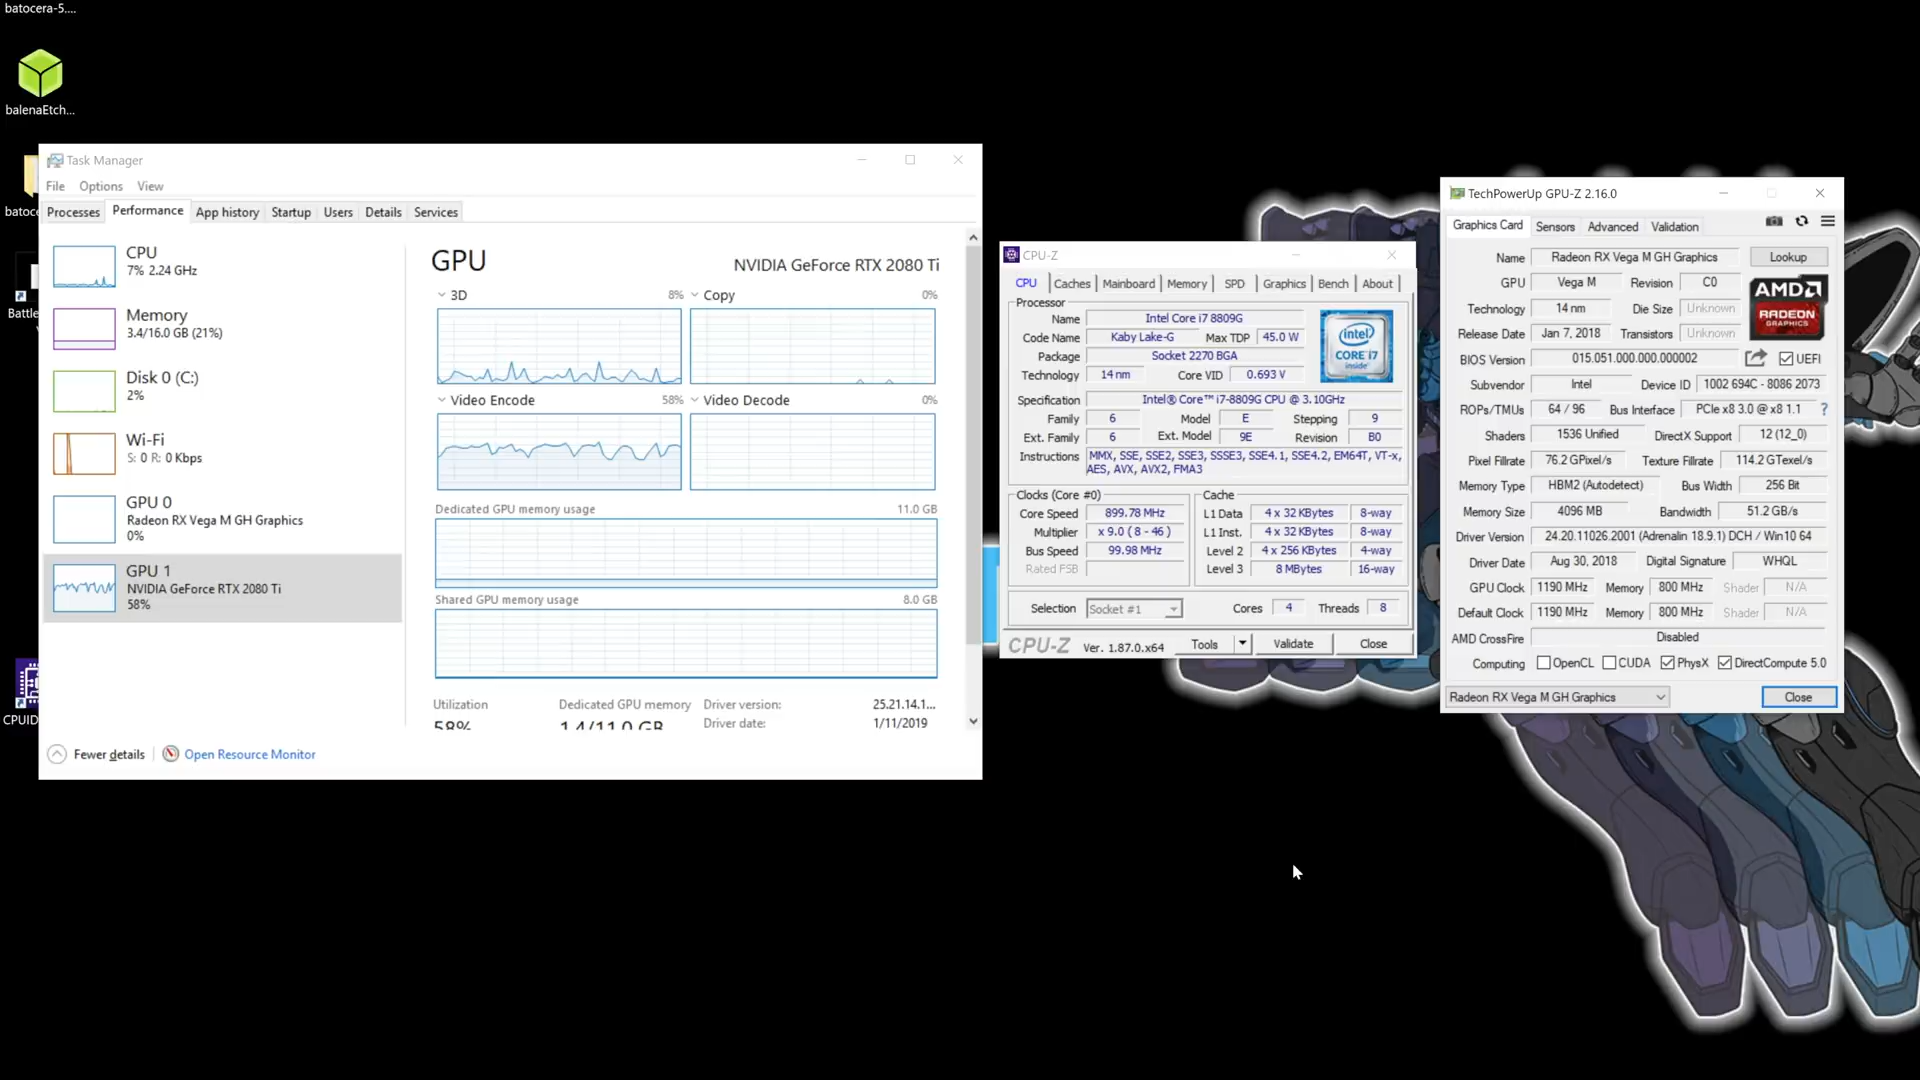 batocera-5....
balenaEtch...
batoce
Battle
CPUID
Task Manager
File Options View
Processes Performance App history Startup Users Details Services
CPU
7% 2.24 GHz
Memory
3.4/16.0 GB (21%)
Disk 0 (C:)
2%
Wi-Fi
S: 0 R: 0 Kbps
GPU 0
Radeon RX Vega M GH Graphics
0%
GPU 1
NVIDIA GeForce RTX 2080 Ti
58%
GPU NVIDIA GeForce RTX 2080 Ti
3D 8% Copy 0%
Video Encode 58% Video Decode 0%
Dedicated GPU memory usage 11.0 GB
Shared GPU memory usage 8.0 GB
Utilization Dedicated GPU memory Driver version: 25.21.14.1...
58% 1.4/11.0 GB Driver date: 1/11/2019
Fewer details Open Resource Monitor
CPU-Z
CPU Caches Mainboard Memory SPD Graphics Bench About
Processor
Name Intel Core i7 8809G
Code Name Kaby Lake-G Max TDP 45.0 W
Package Socket 2270 BGA
Technology 14 nm Core VID 0.693 V
intel
CORE i7
inside
Specification Intel® Core™ i7-8809G CPU @ 3.10GHz
Family 6 Model E Stepping 9
Ext. Family 6 Ext. Model 9E Revision B0
Instructions MMX, SSE, SSE2, SSE3, SSSE3, SSE4.1, SSE4.2, EM64T, VT-x,
AES, AVX, AVX2, FMA3
Clocks (Core #0) Cache
Core Speed 899.78 MHz L1 Data 4 x 32 KBytes 8-way
Multiplier x 9.0 ( 8 - 46 ) L1 Inst. 4 x 32 KBytes 8-way
Bus Speed 99.98 MHz Level 2 4 x 256 KBytes 4-way
Rated FSB Level 3 8 MBytes 16-way
Selection Socket #1 Cores 4 Threads 8
CPU-Z Ver. 1.87.0.x64 Tools Validate Close
TechPowerUp GPU-Z 2.16.0
Graphics Card Sensors Advanced Validation
Name Radeon RX Vega M GH Graphics Lookup
GPU Vega M Revision C0
Technology 14 nm Die Size Unknown
Release Date Jan 7, 2018 Transistors Unknown
AMD
RADEON
GRAPHICS
BIOS Version 015.051.000.000.000002 UEFI
Subvendor Intel Device ID 1002 694C - 8086 2073
ROPs/TMUs 64 / 96 Bus Interface PCIe x8 3.0 @ x8 1.1 ?
Shaders 1536 Unified DirectX Support 12 (12_0)
Pixel Fillrate 76.2 GPixel/s Texture Fillrate 114.2 GTexel/s
Memory Type HBM2 (Autodetect) Bus Width 256 Bit
Memory Size 4096 MB Bandwidth 51.2 GB/s
Driver Version 24.20.11026.2001 (Adrenalin 18.9.1) DCH / Win10 64
Driver Date Aug 30, 2018 Digital Signature WHQL
GPU Clock 1190 MHz Memory 800 MHz Shader N/A
Default Clock 1190 MHz Memory 800 MHz Shader N/A
AMD CrossFire Disabled
Computing OpenCL CUDA PhysX DirectCompute 5.0
Radeon RX Vega M GH Graphics Close